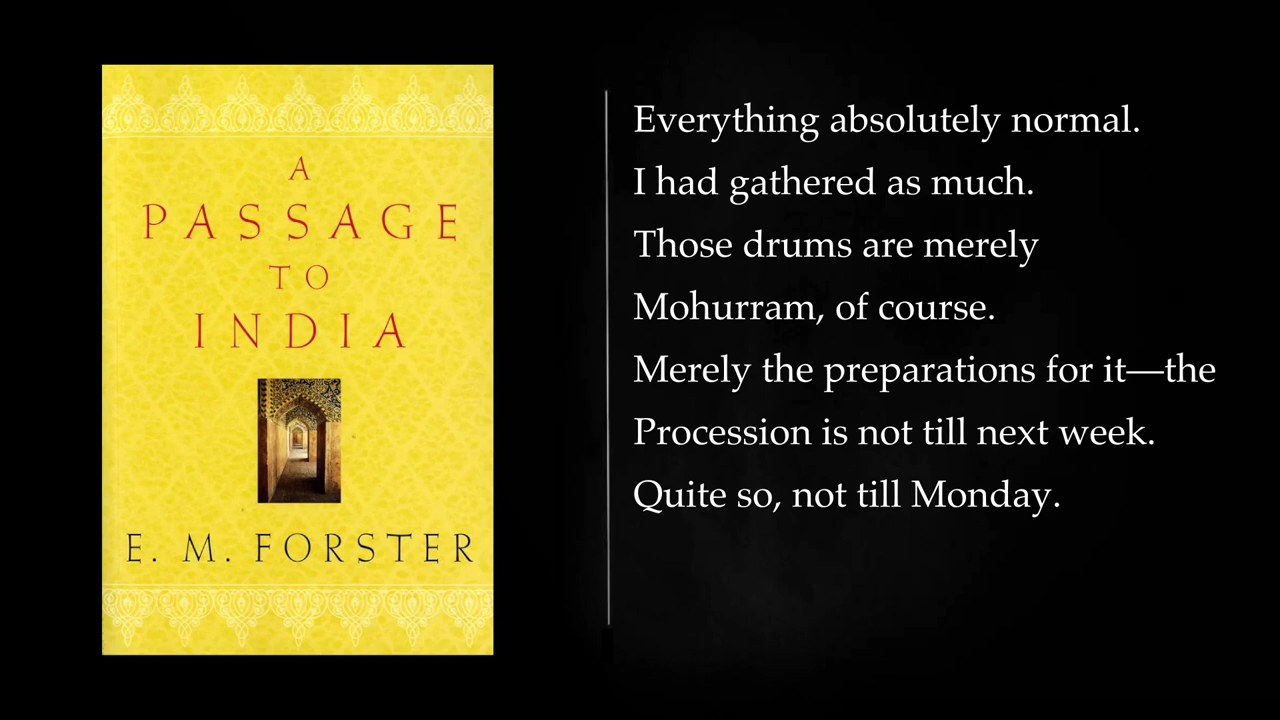 A
PASSAGE
TO
INDIA
E. M. FORSTER
Everything absolutely normal.
I had gathered as much.
Those drums are merely
Mohurram, of course.
Merely the preparations for it—the
Procession is not till next week.
Quite so, not till Monday.